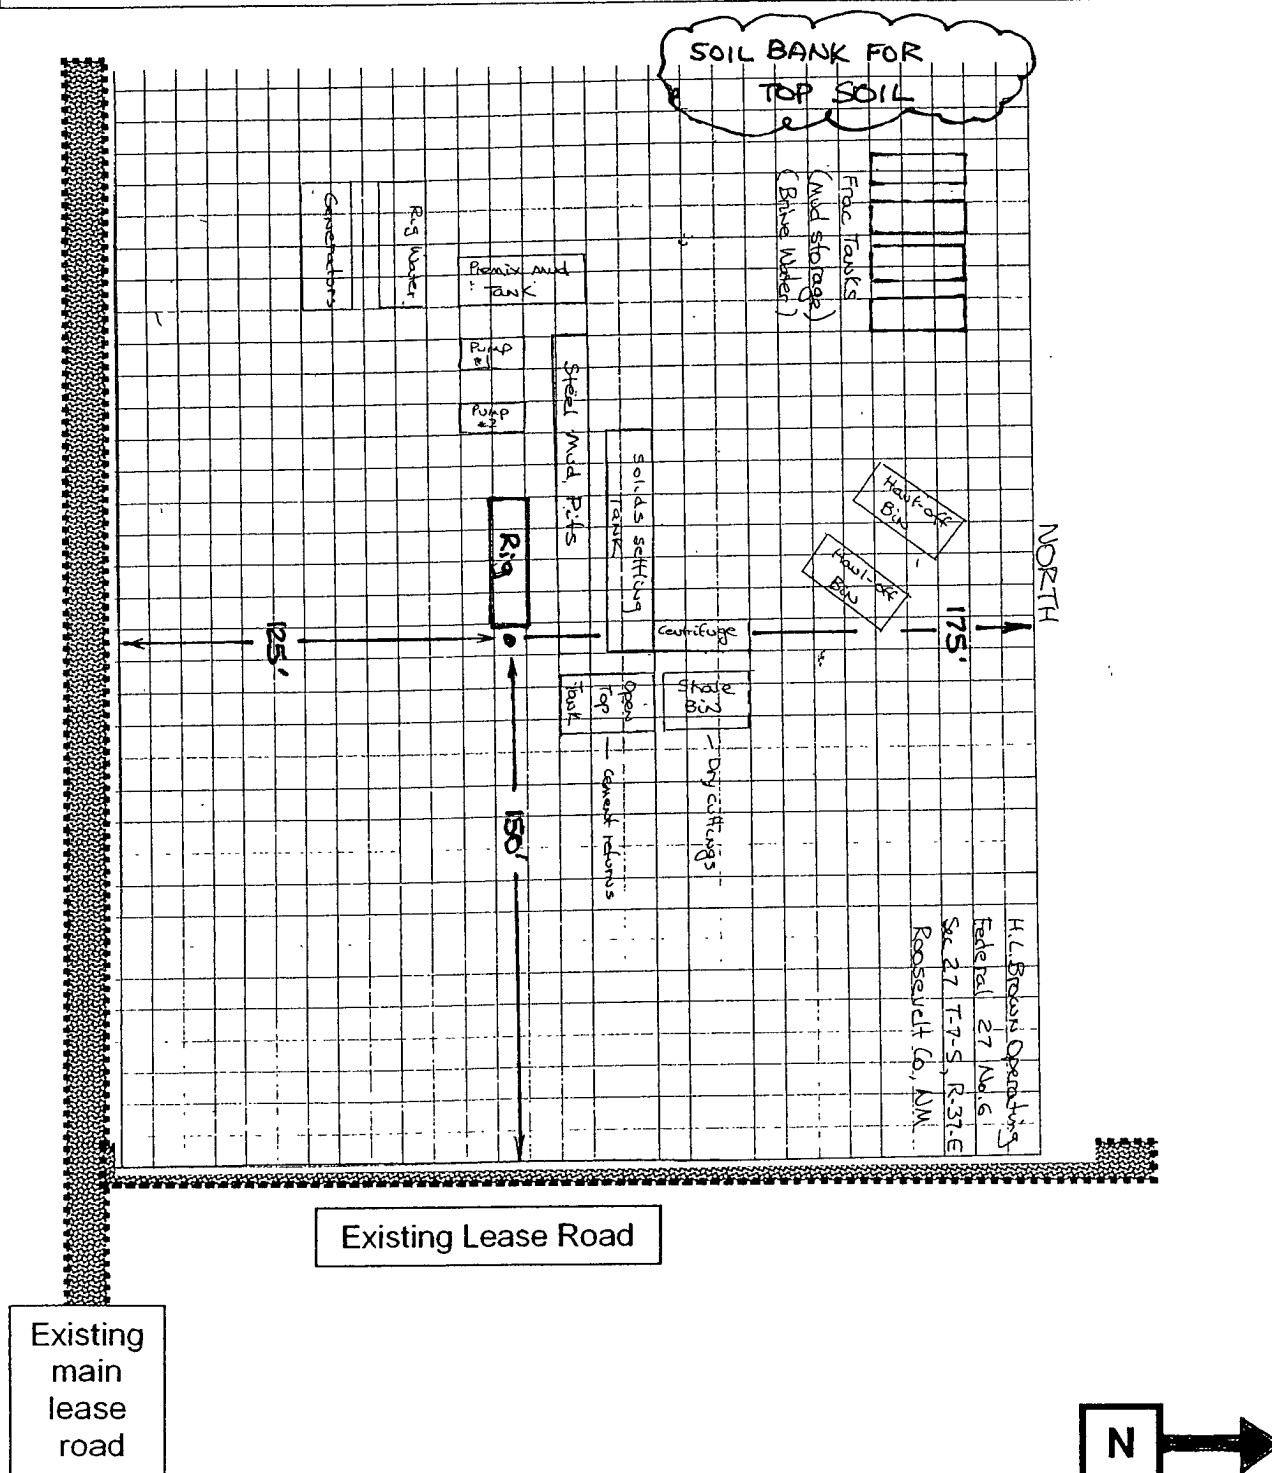 SOIL BANK FOR
TOP SOIL
Frac Tanks
(Mud Storage)
(Brine Water)
Generators
Rig Water
Premix Mud
TANK
Pump
#1
Pump
#2
Steel Mud Pits
Solids settling
TANK
Haul-off
Bin
Haul-off
Bin
NORTH
Rig
125'
175'
Centrifuge
Open
Top
Tank
Shale
Bin
— cement returns
— Dry cuttings
150'
H.L. Brown Operating
Federal 27 No. 6
Sec 27 T-7-S, R-37-E
Roosevelt Co., NM
Existing Lease Road
Existing
main
lease
road
N